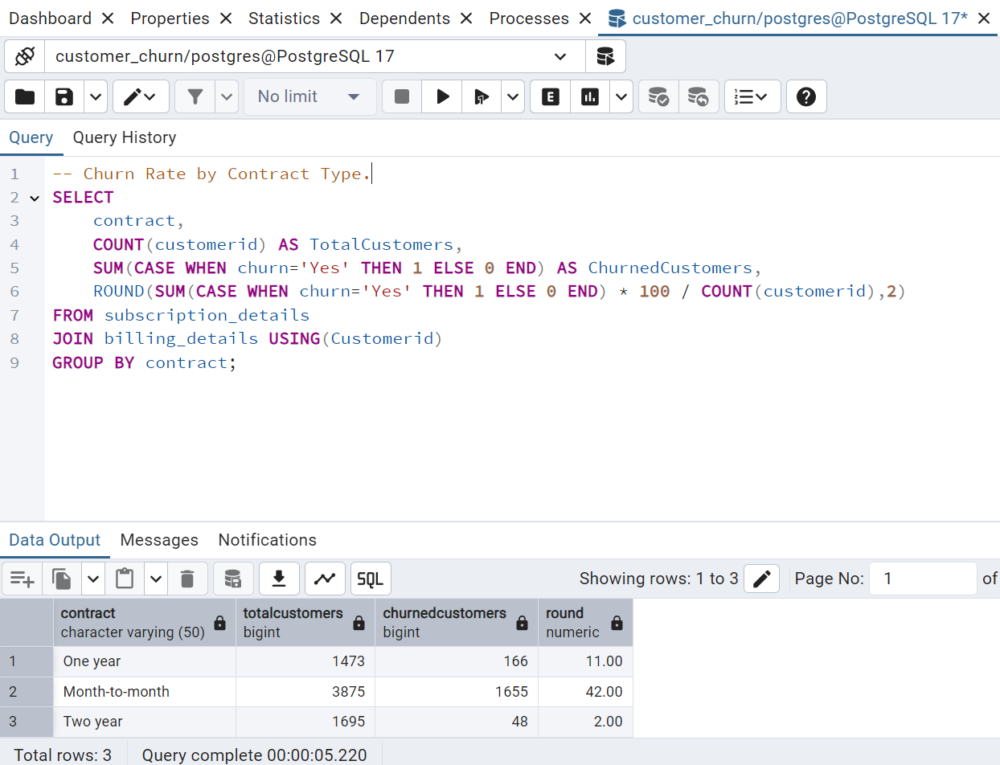 Dashboard Properties Statistics Dependents Processes customer_churn/postgres@PostgreSQL 17*
customer_churn/postgres@PostgreSQL 17
No limit E
Query Query History
1 -- Churn Rate by Contract Type.
2 SELECT
3 contract,
4 COUNT(customerid) AS TotalCustomers,
5 SUM(CASE WHEN churn='Yes' THEN 1 ELSE 0 END) AS ChurnedCustomers,
6 ROUND(SUM(CASE WHEN churn='Yes' THEN 1 ELSE 0 END) * 100 / COUNT(customerid),2)
7 FROM subscription_details
8 JOIN billing_details USING(Customerid)
9 GROUP BY contract;
Data Output Messages Notifications
SQL Showing rows: 1 to 3 Page No: 1 of
contract totalcustomers churnedcustomers round
character varying (50) bigint bigint numeric
1 One year 1473 166 11.00
2 Month-to-month 3875 1655 42.00
3 Two year 1695 48 2.00
Total rows: 3 Query complete 00:00:05.220